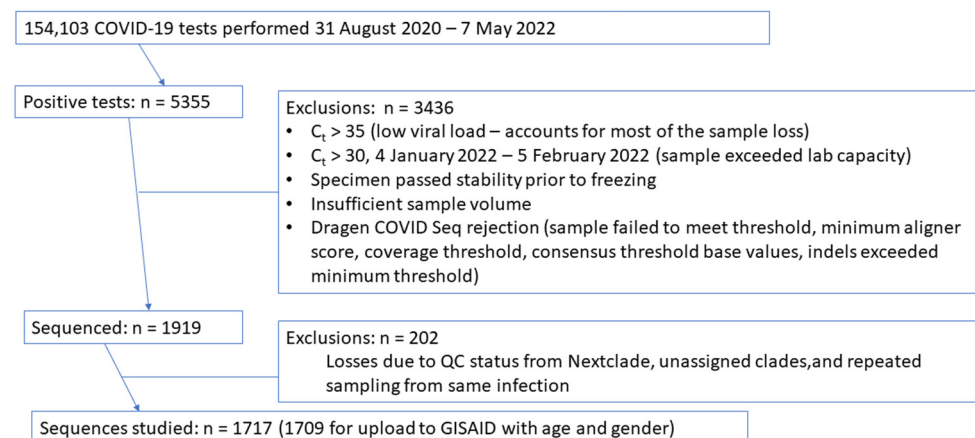 154,103 COVID-19 tests performed 31 August 2020 – 7 May 2022
Positive tests: n = 5355
Exclusions: n = 3436
• Ct > 35 (low viral load – accounts for most of the sample loss)
• Ct > 30, 4 January 2022 – 5 February 2022 (sample exceeded lab capacity)
• Specimen passed stability prior to freezing
• Insufficient sample volume
• Dragen COVID Seq rejection (sample failed to meet threshold, minimum aligner
score, coverage threshold, consensus threshold base values, indels exceeded
minimum threshold)
Sequenced: n = 1919
Exclusions: n = 202
Losses due to QC status from Nextclade, unassigned clades,and repeated
sampling from same infection
Sequences studied: n = 1717 (1709 for upload to GISAID with age and gender)